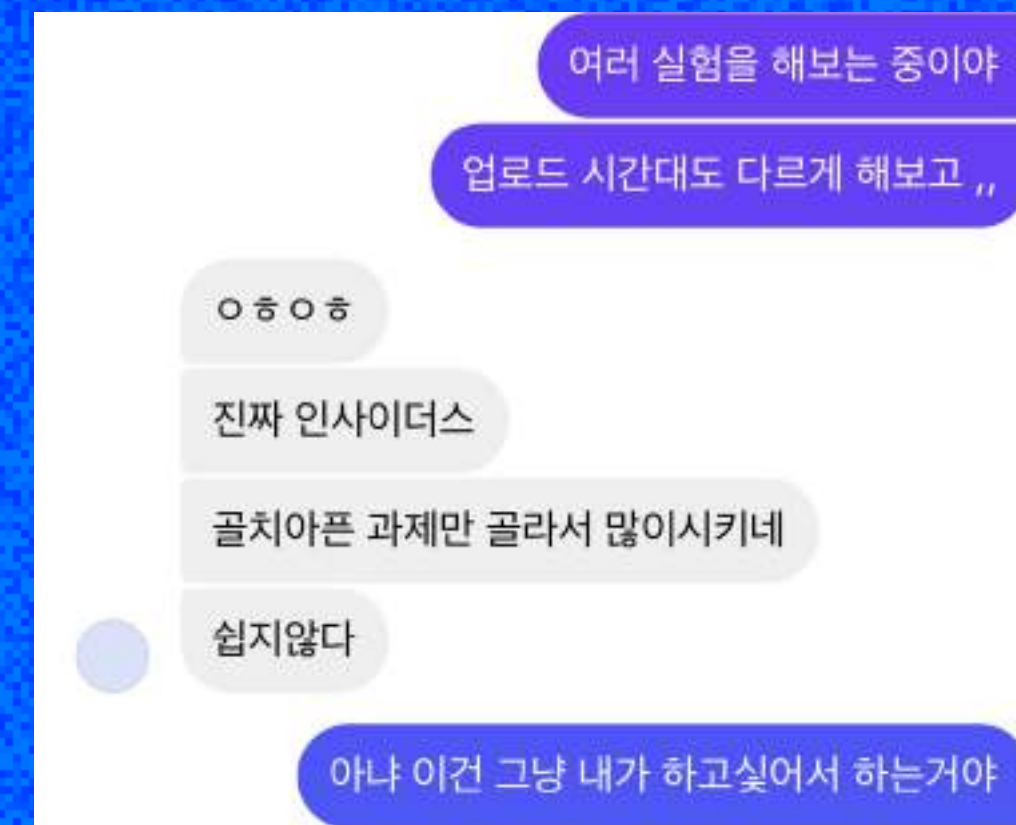 여러 실험을 해보는 중이야
업로드 시간대도 다르게 해보고 ,,
ㅇㅎㅇㅎ
진짜 인사이더스
골치아픈 과제만 골라서 많이시키네
쉽지않다
아냐 이건 그냥 내가 하고싶어서 하는거야